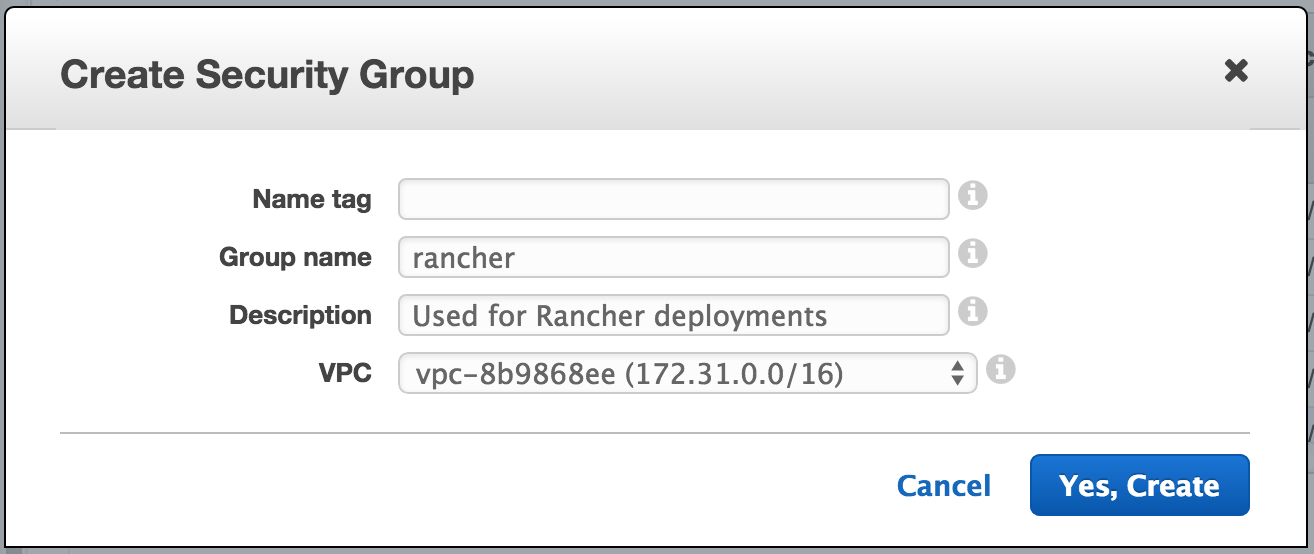 Create Security Group
Name tag
Group name rancher
Description Used for Rancher deployments
VPC vpc-8b9868ee (172.31.0.0/16)
Cancel Yes, Create